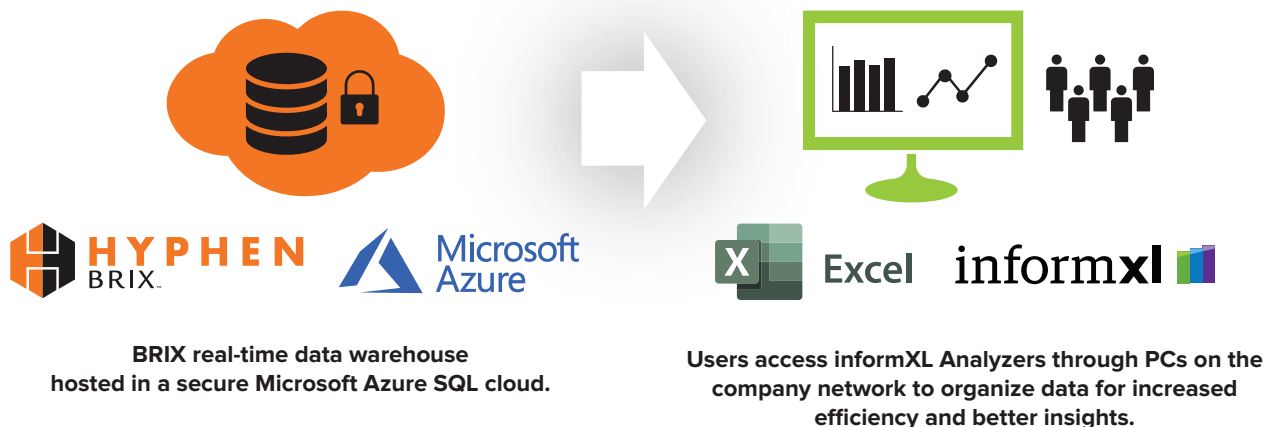 HYPHEN
BRIX™
Microsoft
Azure
BRIX real-time data warehouse
hosted in a secure Microsoft Azure SQL cloud.
X
Excel
informxl
Users access informXL Analyzers through PCs on the
company network to organize data for increased
efficiency and better insights.